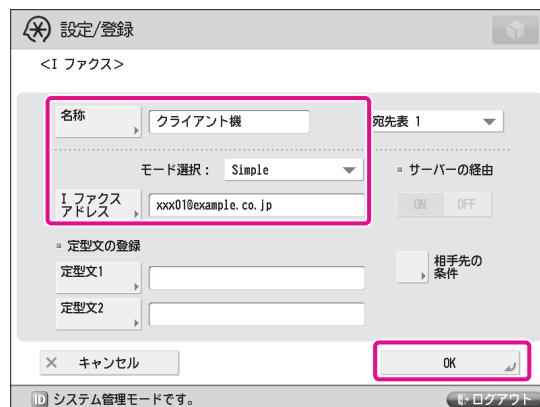 設定/登録
<I ファクス>
名称
クライアント機
宛先表 1
モード選択： Simple
サーバーの経由
I ファクス
アドレス
xxx01@example.co.jp
ON OFF
定型文の登録
定型文1
相手先の
条件
定型文2
キャンセル
OK
ID システム管理モードです。
ログアウト